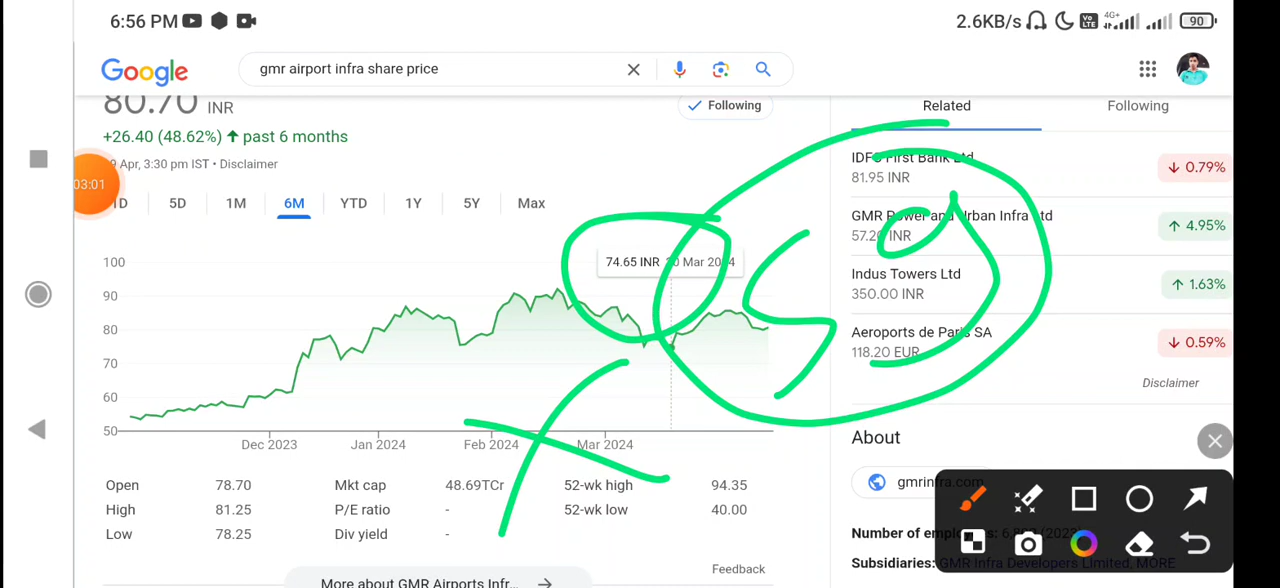 6:56 PM 2.6KB/s Vo LTE 4G+ 90
Google gmr airport infra share price
80.70 INR Following Related Following
+26.40 (48.62%) ↑ past 6 months
Apr, 3:30 pm IST • Disclaimer
03:01
5D 1M 6M YTD 1Y 5Y Max
IDFC First Bank Ltd
81.95 INR ↓ 0.79%
GMR Power and Urban Infra Ltd
57.20 INR ↑ 4.95%
Indus Towers Ltd
350.00 INR ↑ 1.63%
Aeroports de Paris SA
118.20 EUR ↓ 0.59%
Disclaimer
74.65 INR 20 Mar 2024
100
90
80
70
60
50
Dec 2023 Jan 2024 Feb 2024 Mar 2024
Open 78.70 Mkt cap 48.69TCr 52-wk high 94.35
High 81.25 P/E ratio - 52-wk low 40.00
Low 78.25 Div yield -
Feedback
More about GMR Airports Infr... →
About
gmrinfra.com
Number of employees:
Subsidiaries: GMR Infra Developers Limited, MORE